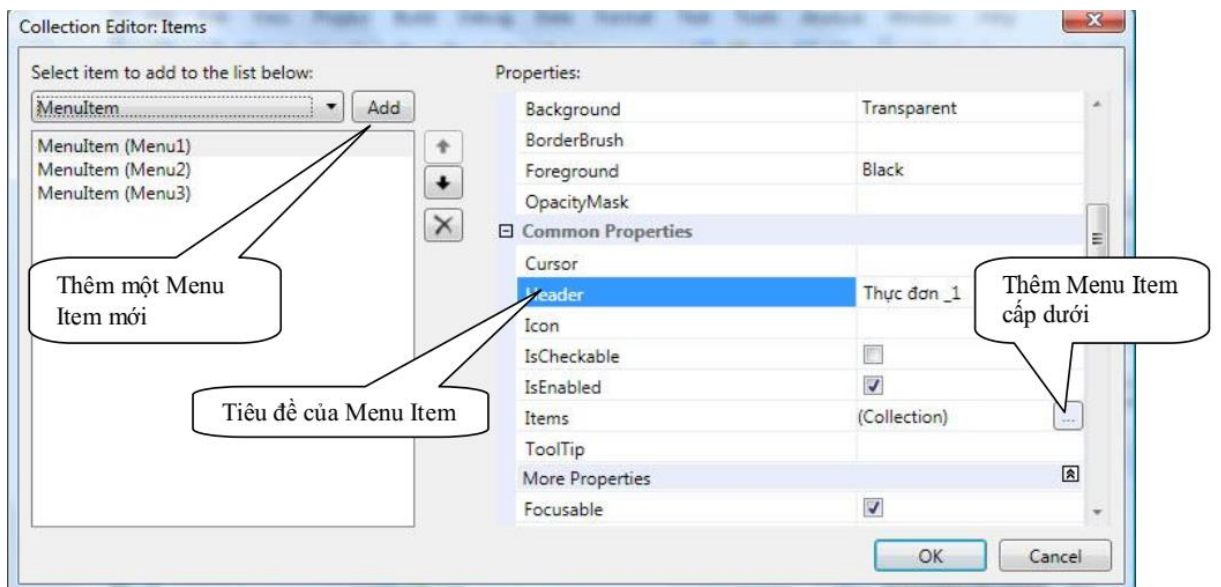 Collection Editor: Items
Select item to add to the list below:
MenuItem
Add
MenuItem (Menu1)
MenuItem (Menu2)
MenuItem (Menu3)
Thêm một Menu
Item mới
Tiêu đề của Menu Item
Properties:
Background Transparent
BorderBrush
Foreground Black
OpacityMask
Common Properties
Cursor
Header Thực đơn _1
Icon
IsCheckable
IsEnabled
Items (Collection) ...
ToolTip
More Properties
Focusable
Thêm Menu Item
cấp dưới
OK Cancel